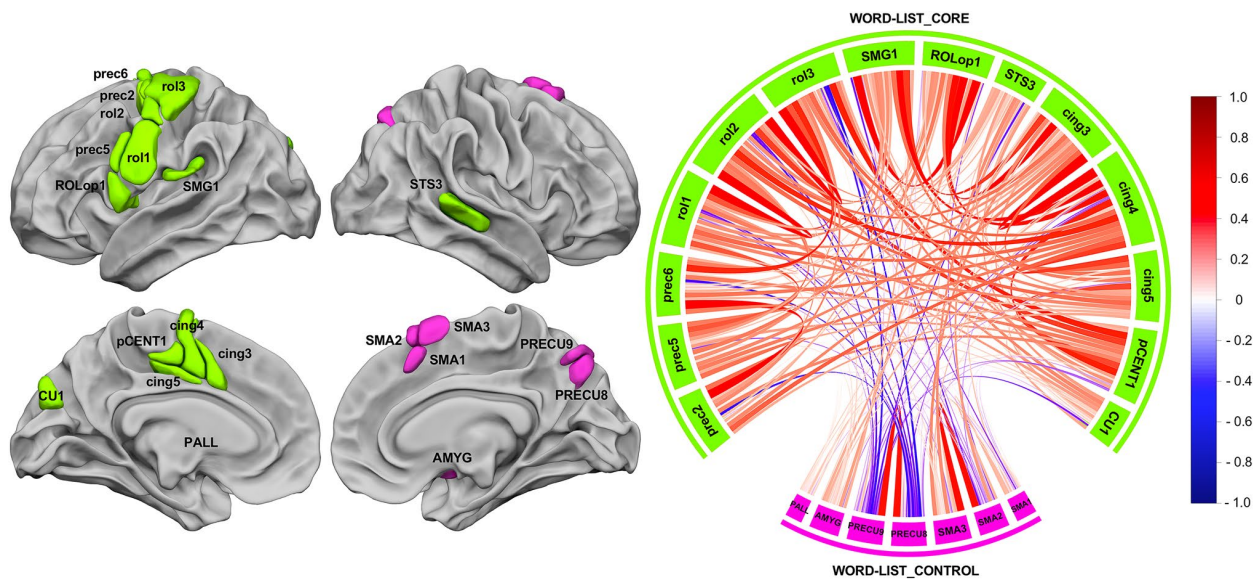 prec6
prec2
rol3
rol2
prec5
rol1
ROLop1
SMG1
STS3
cing4
pCENT1
cing3
cing5
CU1
PALL
SMA3
SMA2
SMA1
PRECU9
PRECU8
AMYG
WORD-LIST_CORE
prec2
prec5
prec6
rol1
rol2
rol3
SMG1
ROLop1
STS3
cing3
cing4
cing5
pCENT1
CU1
PALL
AMYG
PRECU9
PRECU8
SMA3
SMA2
SMA1
WORD-LIST_CONTROL
1.0
0.8
0.6
0.4
0.2
0
- 0.2
- 0.4
- 0.6
- 0.8
- 1.0